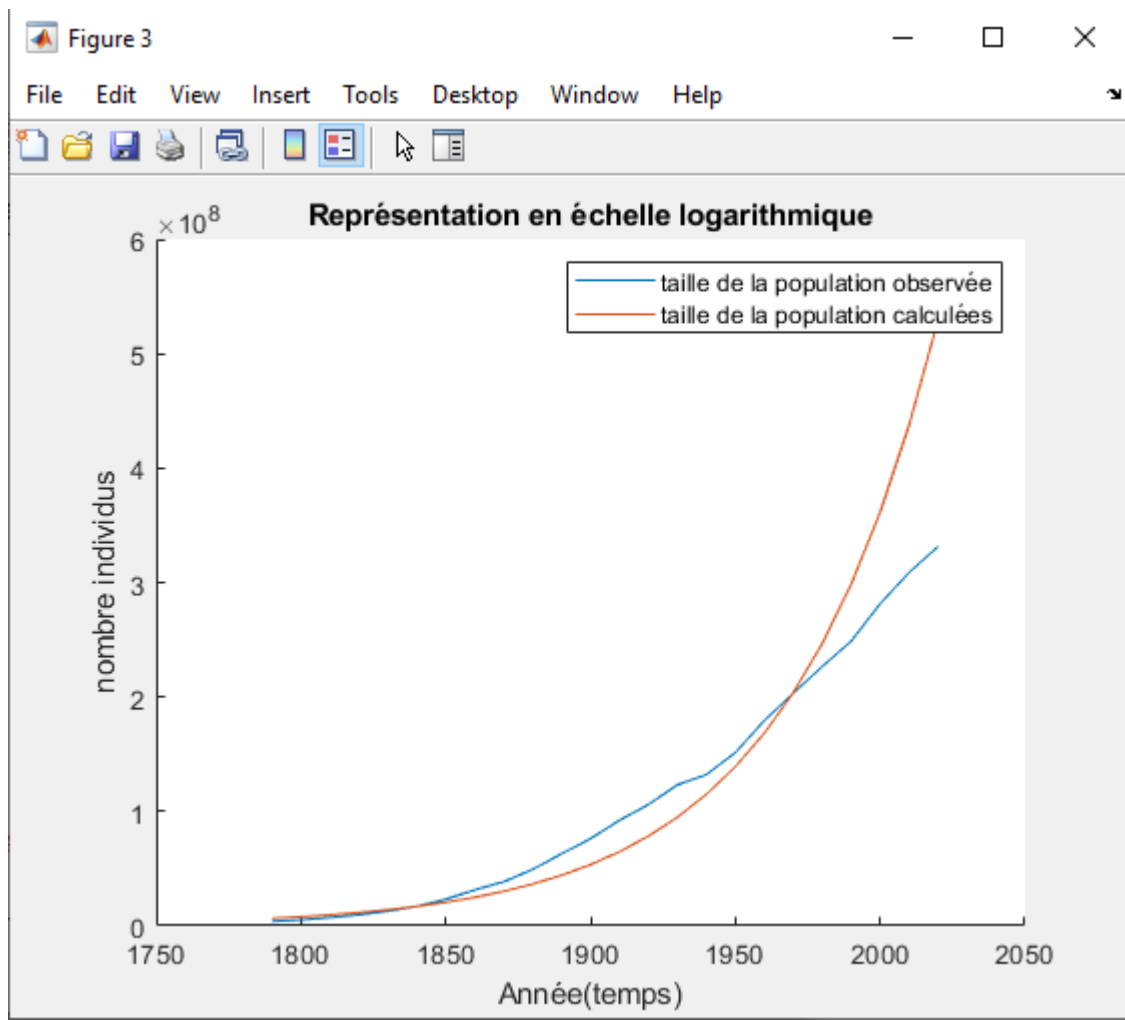 Figure 3
File Edit View Insert Tools Desktop Window Help
Représentation en échelle logarithmique
×10^8
6
5
4
3
2
1
0
nombre individus
taille de la population observée
taille de la population calculées
1750 1800 1850 1900 1950 2000 2050
Année(temps)